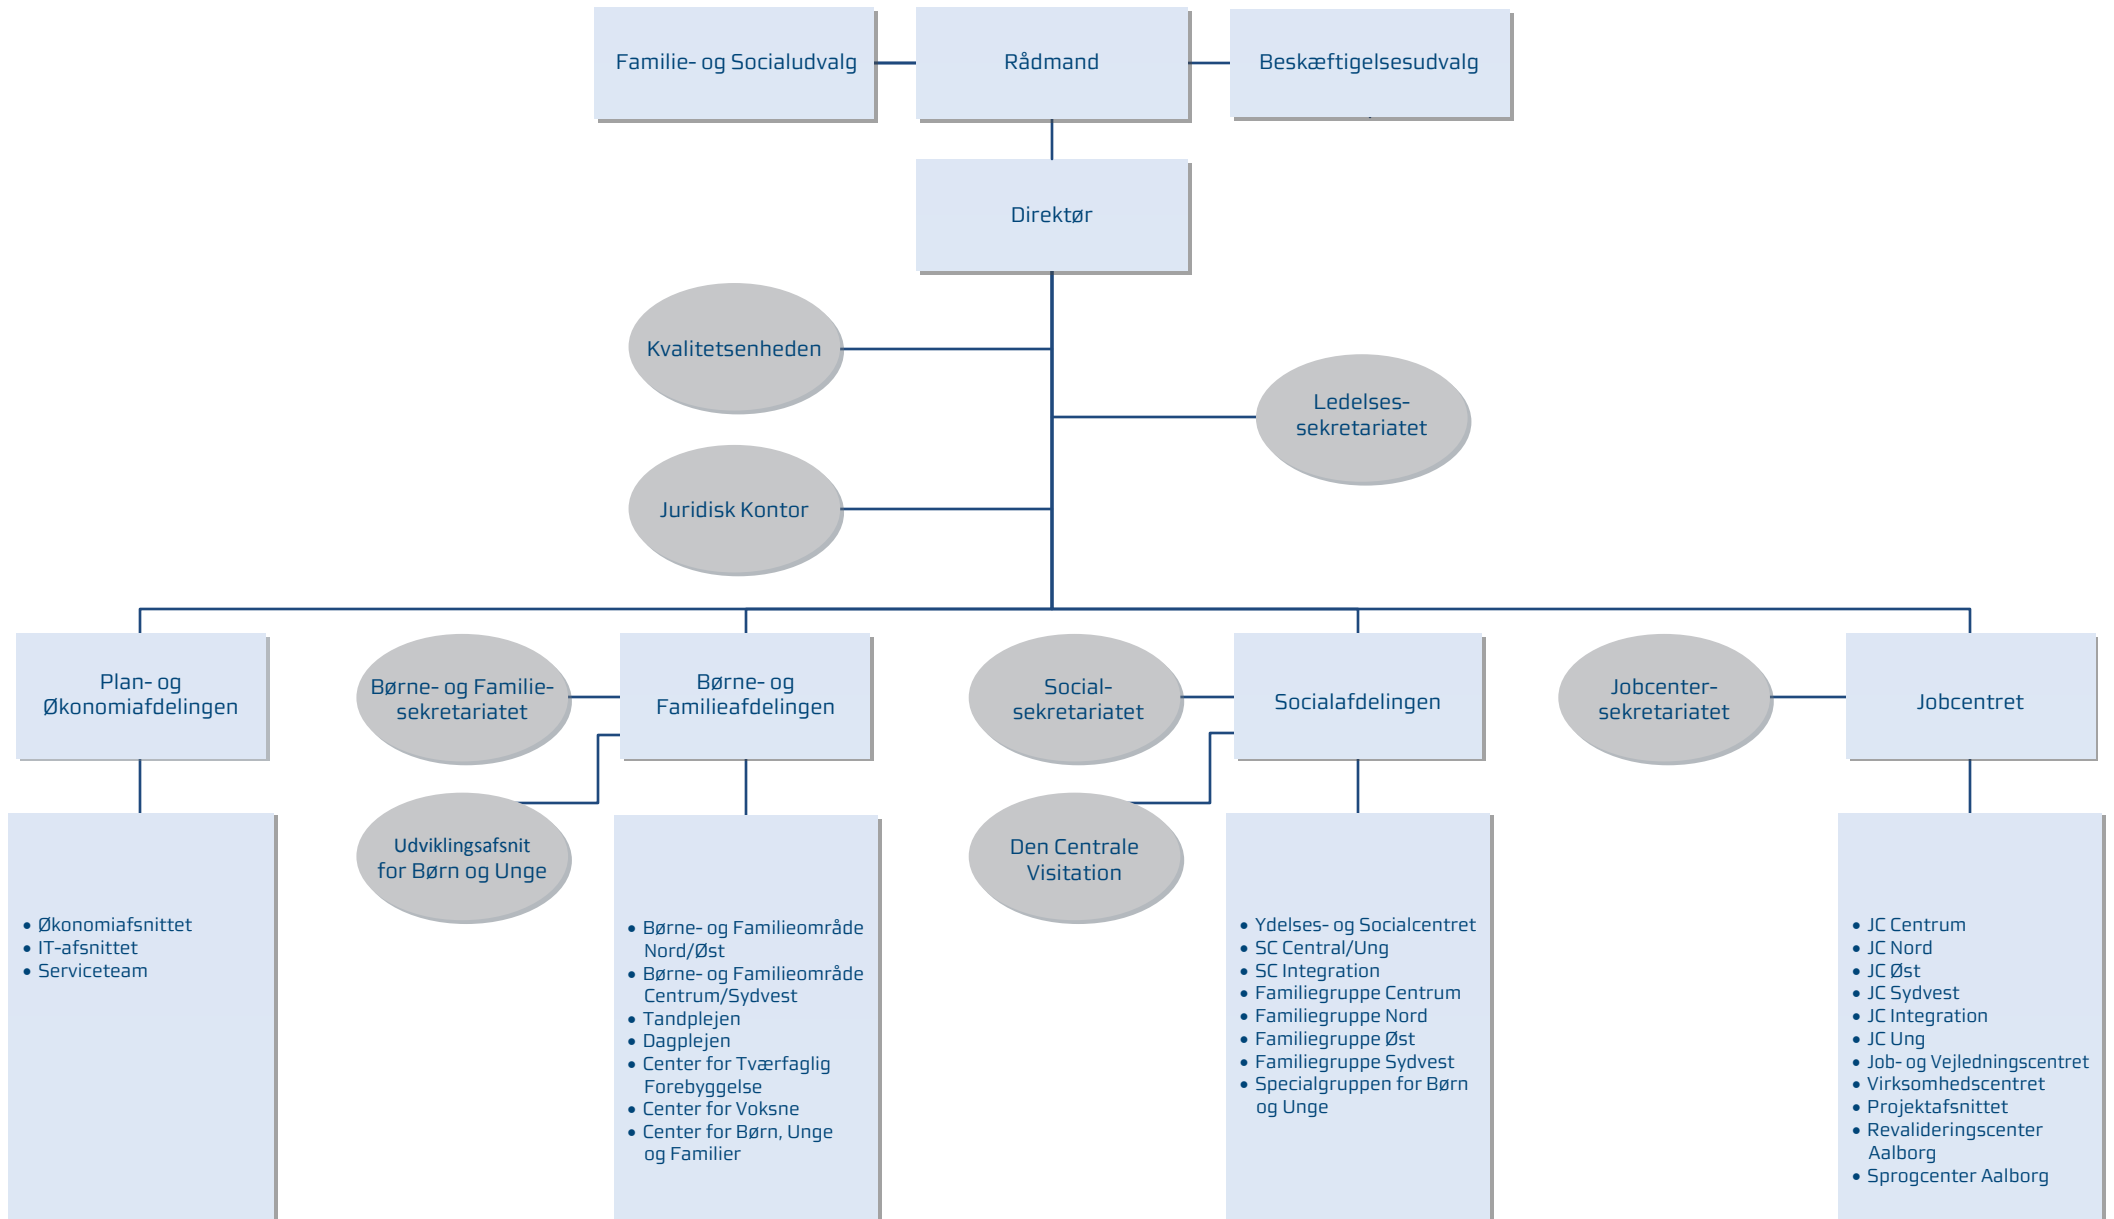 Familie- og Socialudvalg
Rådmand
Beskæftigelsesudvalg
Direktør
Kvalitetsenheden
Ledelses-
sekretariatet
Juridisk Kontor
Plan- og
Økonomiafdelingen
Børne- og Familie-
sekretariatet
Børne- og
Familieafdelingen
Social-
sekretariatet
Socialafdelingen
Jobcenter-
sekretariatet
Jobcentret
Udviklingsafsnit
for Børn og Unge
Den Centrale
Visitation
• Økonomiafsnittet
• IT-afsnittet
• Serviceteam
• Børne- og Familieområde
Nord/Øst
• Børne- og Familieområde
Centrum/Sydvest
• Tandplejen
• Dagplejen
• Center for Tværfaglig
Forebyggelse
• Center for Voksne
• Center for Børn, Unge
og Familier
• Ydelses- og Socialcentret
• SC Central/Ung
• SC Integration
• Familiegruppe Centrum
• Familiegruppe Nord
• Familiegruppe Øst
• Familiegruppe Sydvest
• Specialgruppen for Børn
og Unge
• JC Centrum
• JC Nord
• JC Øst
• JC Sydvest
• JC Integration
• JC Ung
• Job- og Vejledningscentret
• Virksomhedscentret
• Projektafsnittet
• Revalideringscenter
Aalborg
• Sprogcenter Aalborg